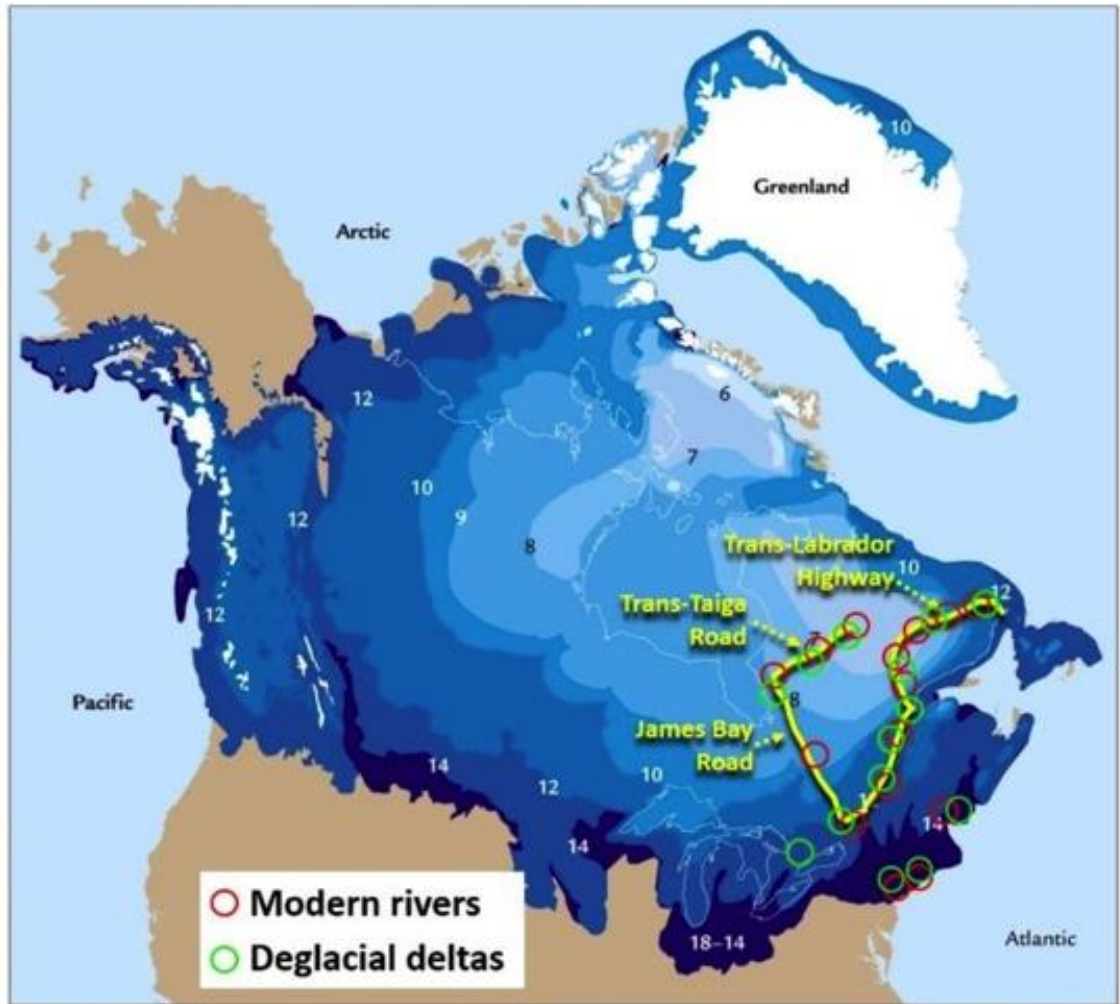 10
Greenland
Arctic
6
12
7
10
9
12
8
Trans-Labrador
Highway
10
12
Trans-Taiga
Road
7
12
Pacific
8
James Bay
Road
14
10
12
14
14
18–14
Modern rivers
Deglacial deltas
Atlantic